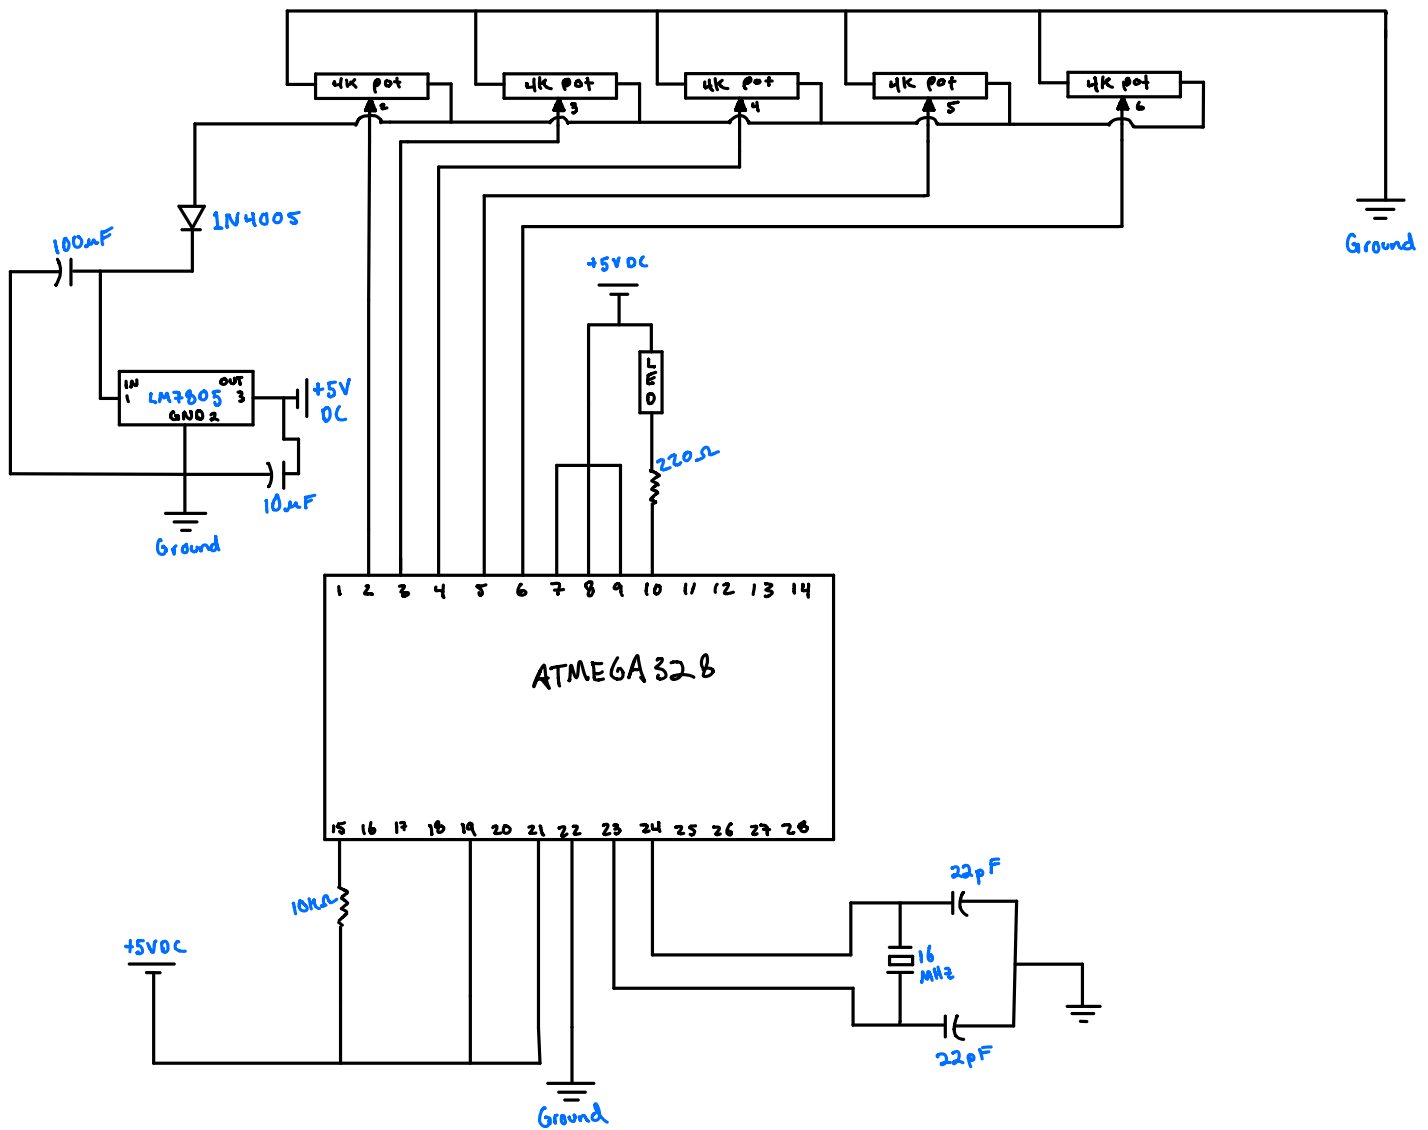 4K pot 4K pot 4K pot 4K pot 4K pot
2 3 4 5 6
1N4005
100uF
Ground
+5VDC
IN OUT
1 LM7805 3
GND 2
+5V
DC
LED
220Ω
10uF
Ground
1 2 3 4 5 6 7 8 9 10 11 12 13 14
ATMEGA328
15 16 17 18 19 20 21 22 23 24 25 26 27 28
10KΩ
22pF
+5VDC
16
MHZ
22pF
Ground